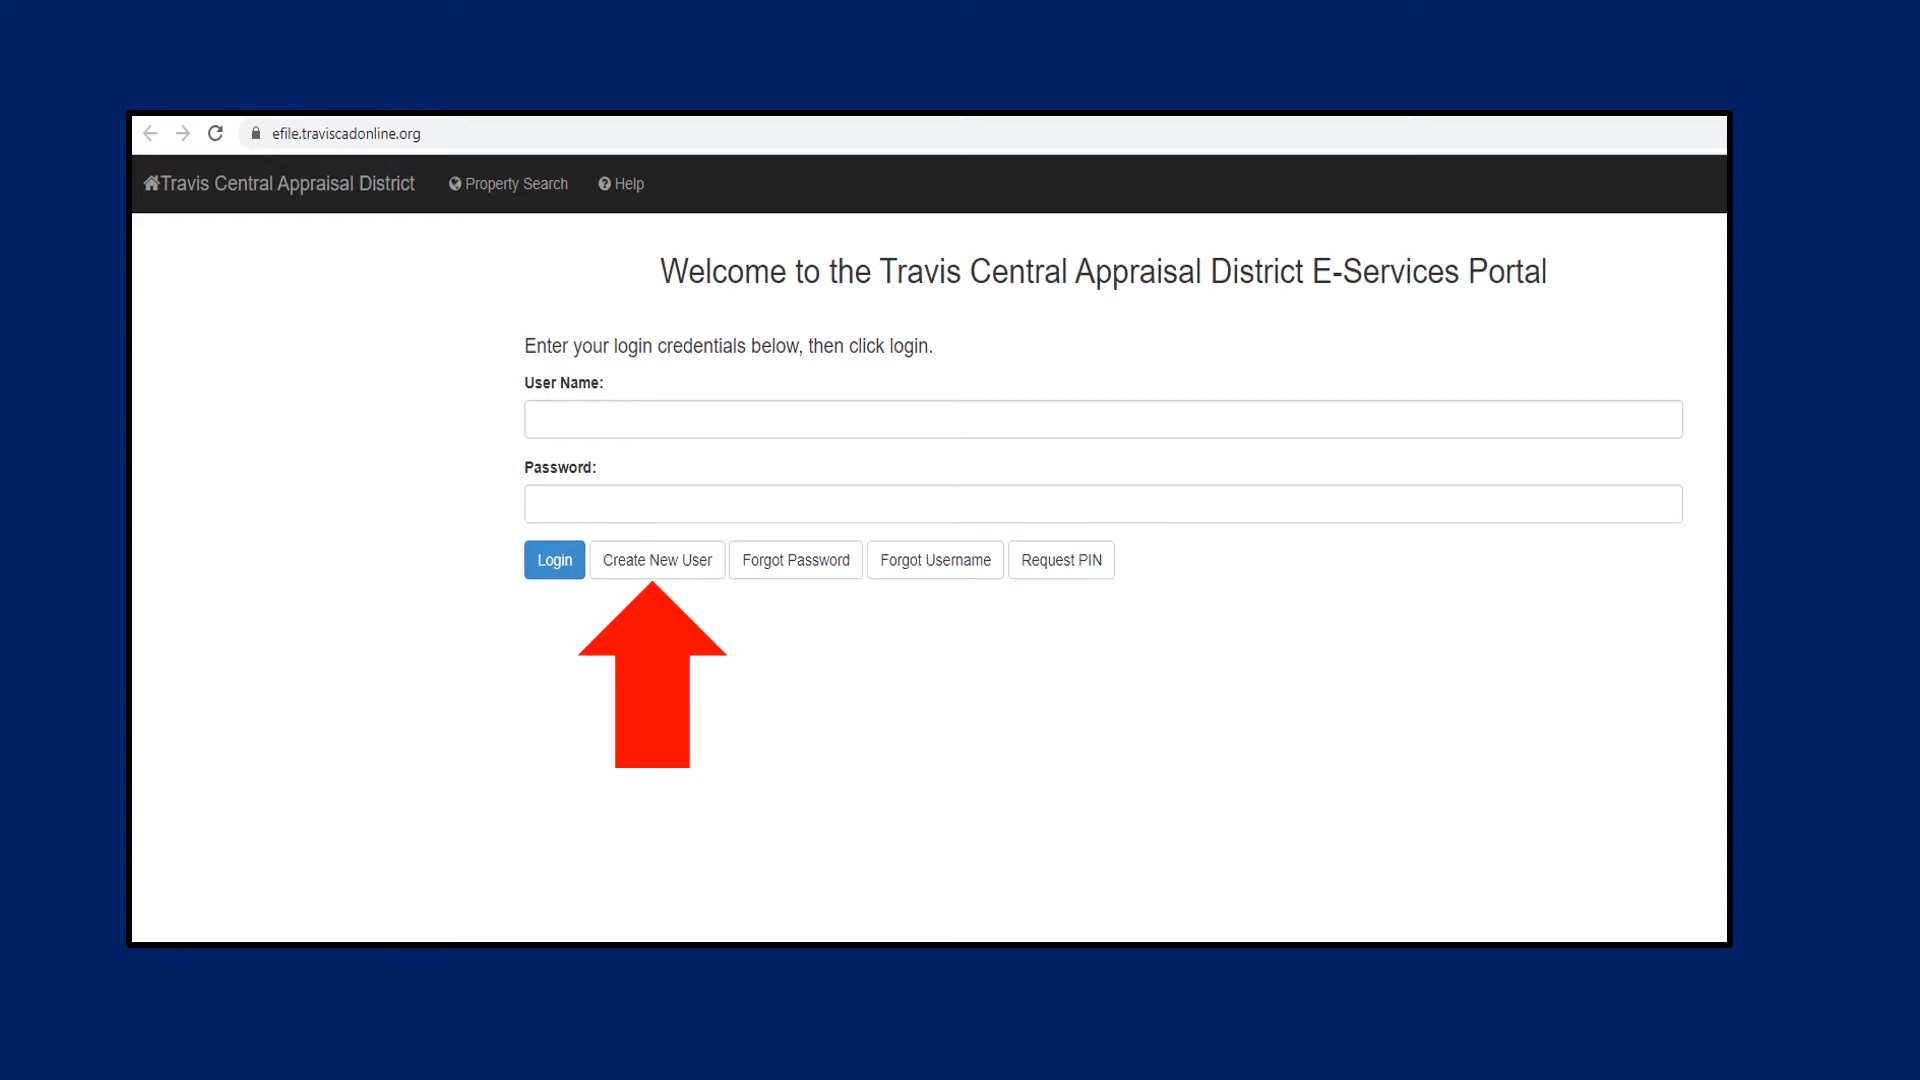 efile.traviscadonline.org
Travis Central Appraisal District Property Search Help
Welcome to the Travis Central Appraisal District E-Services Portal
Enter your login credentials below, then click login.
User Name:
Password:
Login Create New User Forgot Password Forgot Username Request PIN